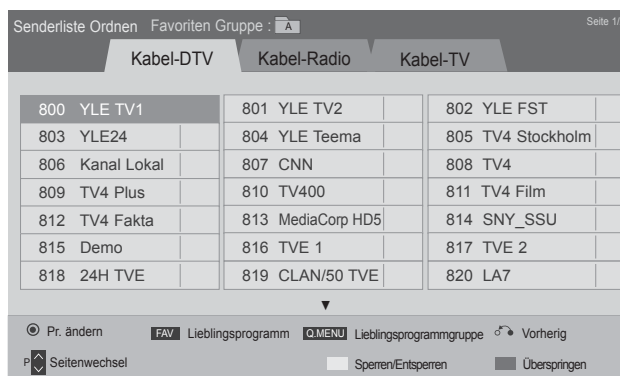 Senderliste Ordnen Favoriten Gruppe : A Seite 1/
Kabel-DTV Kabel-Radio Kabel-TV
800 YLE TV1 801 YLE TV2 802 YLE FST
803 YLE24 804 YLE Teema 805 TV4 Stockholm
806 Kanal Lokal 807 CNN 808 TV4
809 TV4 Plus 810 TV400 811 TV4 Film
812 TV4 Fakta 813 MediaCorp HD5 814 SNY_SSU
815 Demo 816 TVE 1 817 TVE 2
818 24H TVE 819 CLAN/50 TVE 820 LA7
Pr. ändern FAV Lieblingsprogramm Q.MENU Lieblingsprogrammgruppe Vorherig
P Seitenwechsel Sperren/Entsperren Überspringen